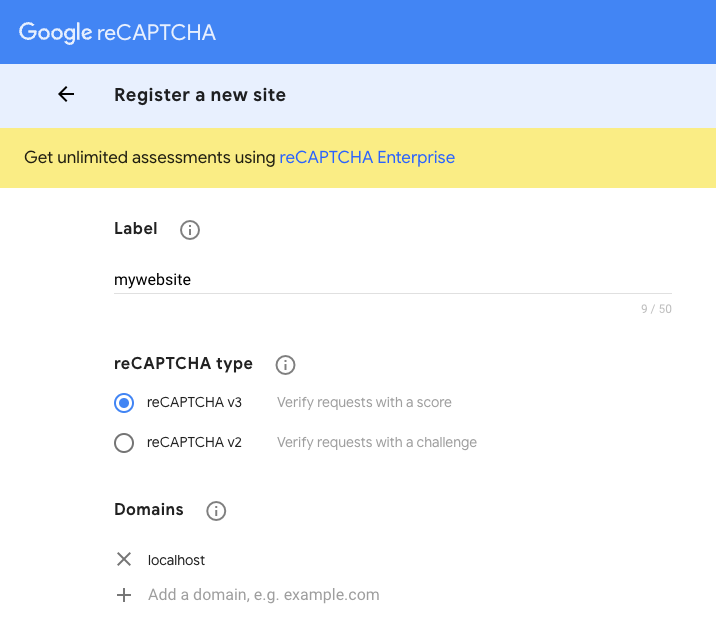 Google reCAPTCHA
Register a new site
Get unlimited assessments using reCAPTCHA Enterprise
Label
mywebsite
9 / 50
reCAPTCHA type
reCAPTCHA v3 Verify requests with a score
reCAPTCHA v2 Verify requests with a challenge
Domains
localhost
Add a domain, e.g. example.com